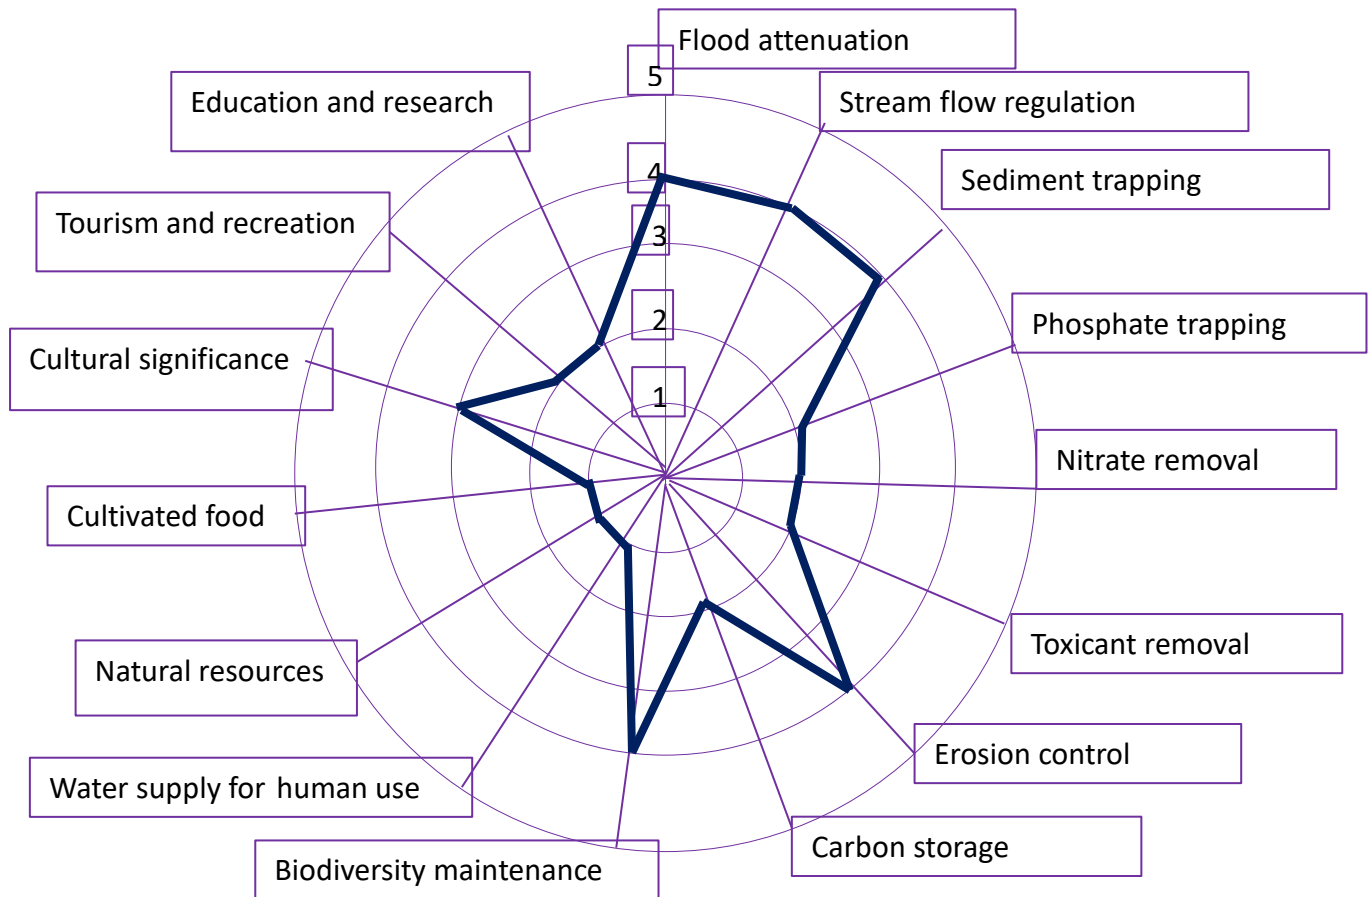 Flood attenuation
5
Education and research
Stream flow regulation
4
Sediment trapping
Tourism and recreation
3
Phosphate trapping
2
Cultural significance
1
Nitrate removal
Cultivated food
Toxicant removal
Natural resources
Erosion control
Water supply for human use
Carbon storage
Biodiversity maintenance